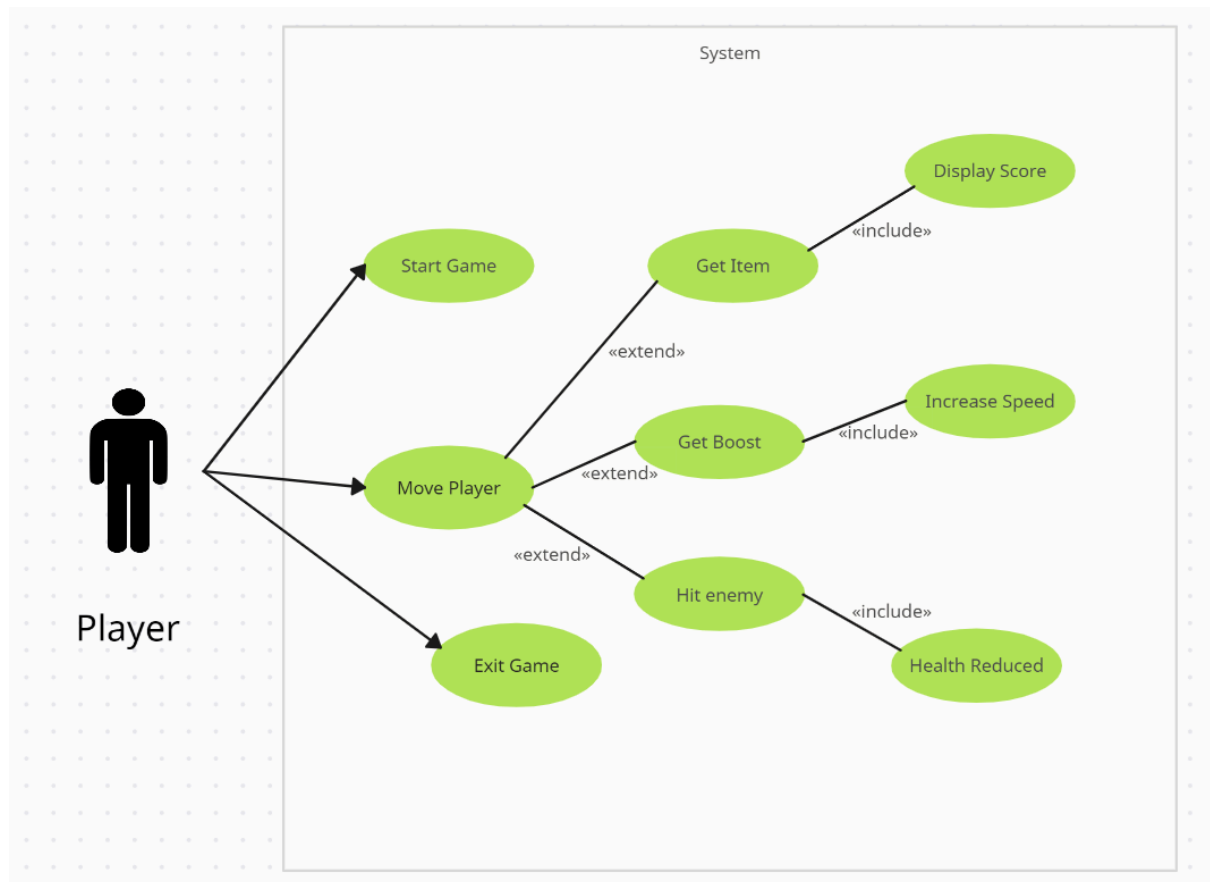 System
Display Score
«include»
Start Game
Get Item
«extend»
Increase Speed
«include»
Get Boost
«extend»
Move Player
«extend»
Hit enemy
«include»
Player
Exit Game
Health Reduced